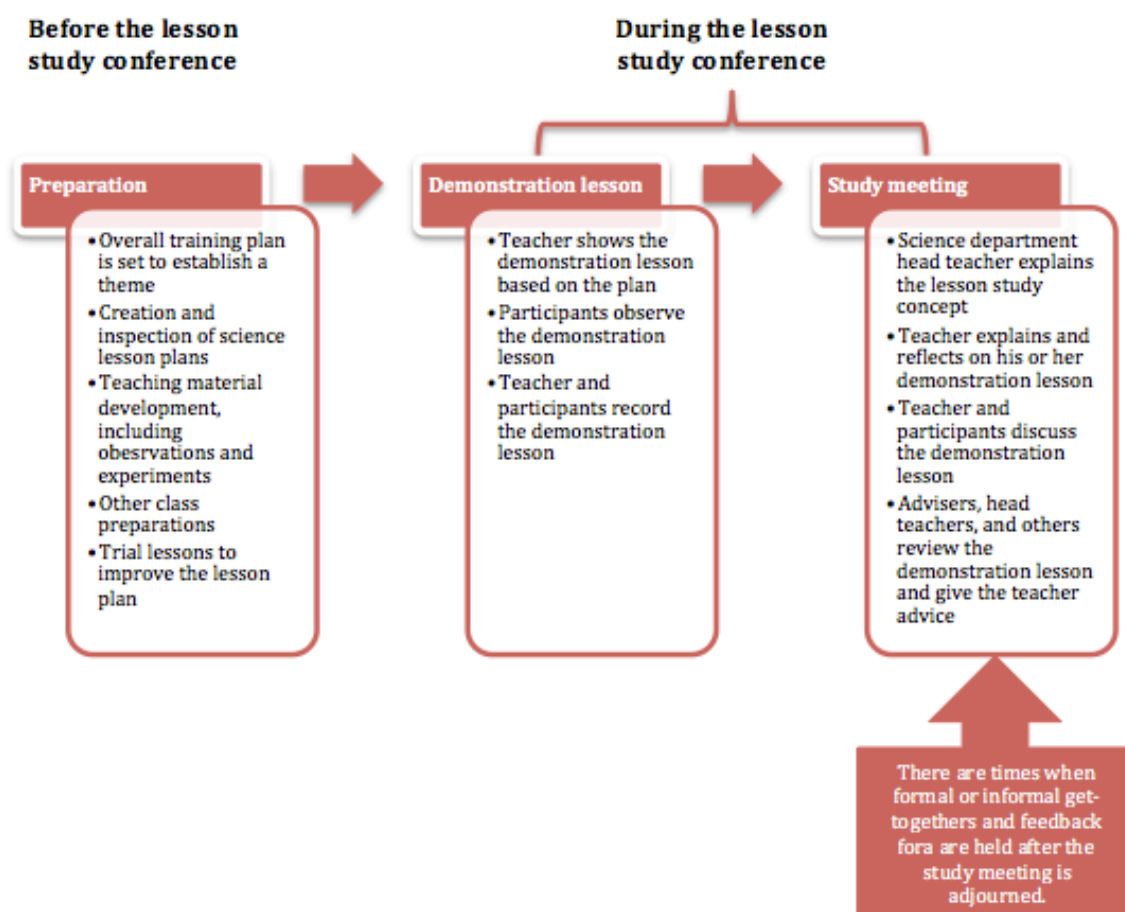 Before the lesson
study conference
During the lesson
study conference
Preparation
•Overall training plan
is set to establish a
theme
•Creation and
inspection of science
lesson plans
•Teaching material
development,
including
obesrvations and
experiments
•Other class
preparations
•Trial lessons to
improve the lesson
plan
Demonstration lesson
•Teacher shows the
demonstration lesson
based on the plan
•Participants observe
the demonstration
lesson
•Teacher and
participants record
the demonstration
lesson
Study meeting
•Science department
head teacher explains
the lesson study
concept
•Teacher explains and
reflects on his or her
demonstration lesson
•Teacher and
participants discuss
the demonstration
lesson
•Advisers, head
teachers, and others
review the
demonstration lesson
and give the teacher
advice
There are times when
formal or informal get-
togethers and feedback
fora are held after the
study meeting is
adjourned.